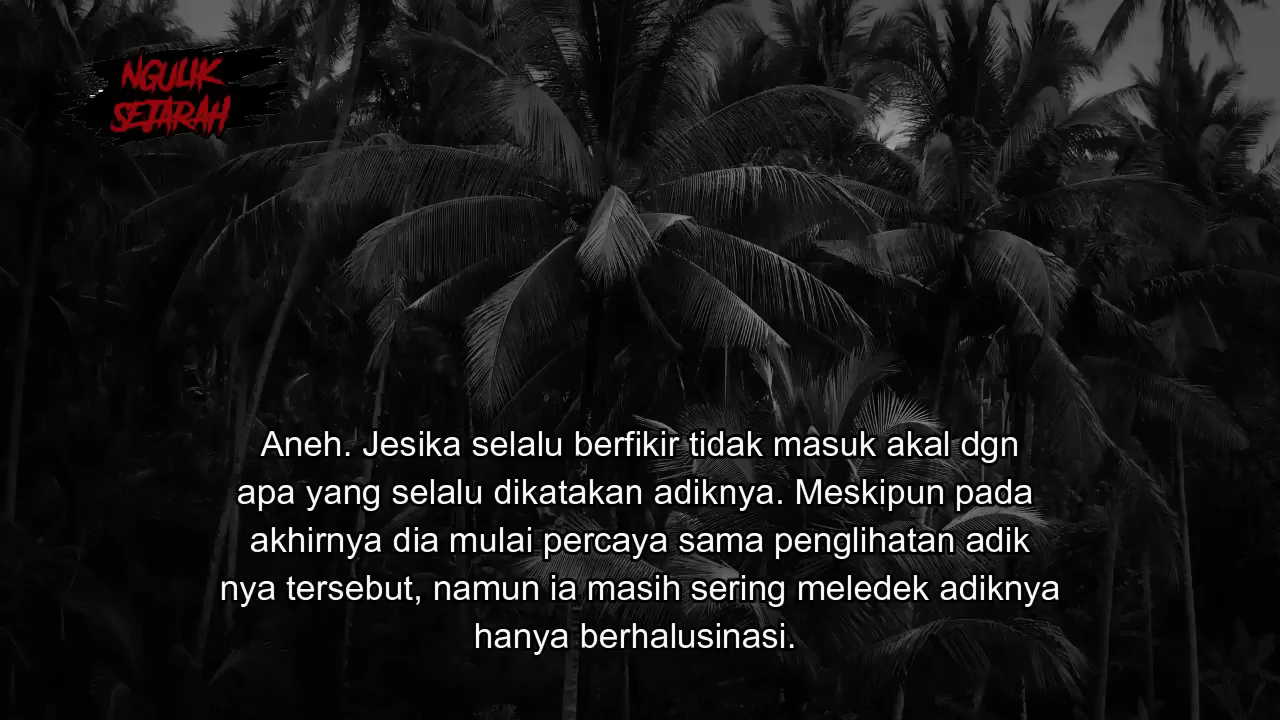 NGULIK
SEJARAH
Aneh. Jesika selalu berfikir tidak masuk akal dgn
apa yang selalu dikatakan adiknya. Meskipun pada
akhirnya dia mulai percaya sama penglihatan adik
nya tersebut, namun ia masih sering meledek adiknya
hanya berhalusinasi.